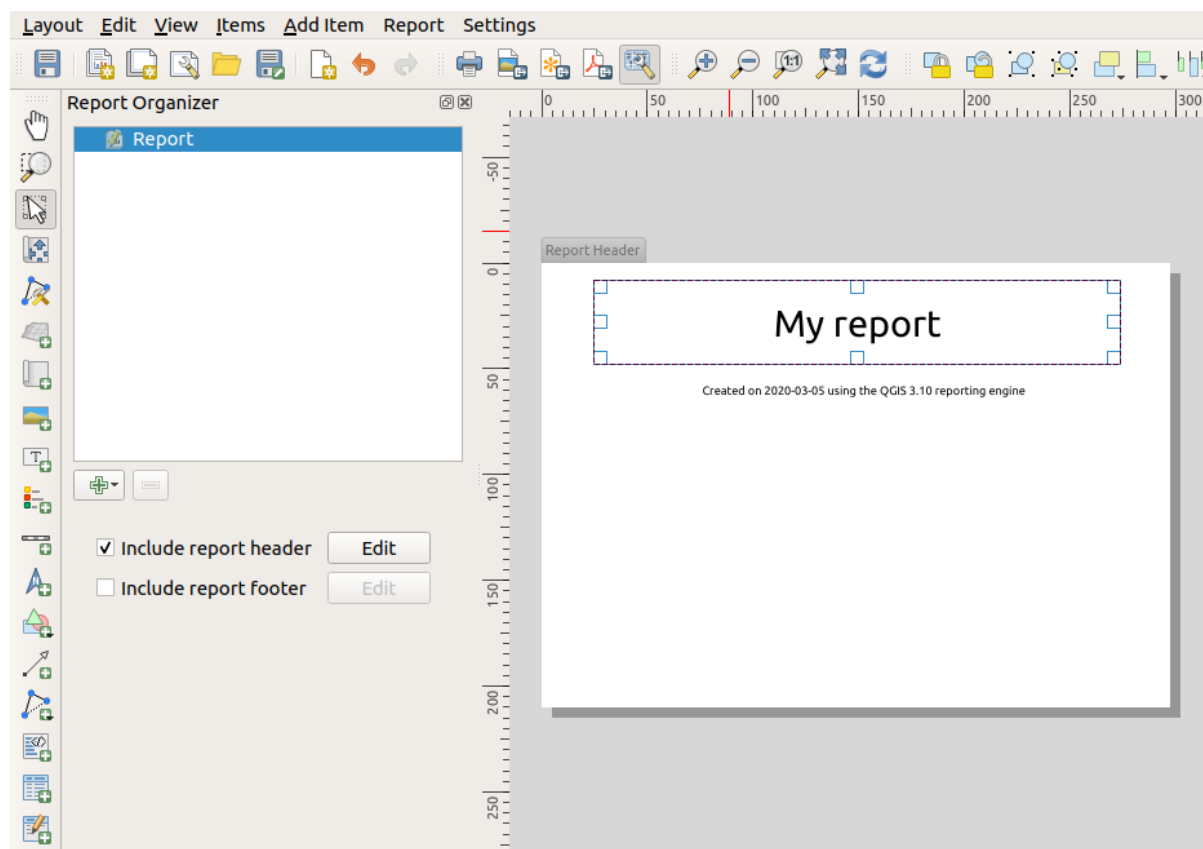 Layout Edit View Items Add Item Report Settings
1:1
Report Organizer
0 50 100 150 200 250 300
Report
-50
Report Header
0
My report
50
Created on 2020-03-05 using the QGIS 3.10 reporting engine
T
100
Include report header Edit
N
Include report footer Edit
150
200
</>
250